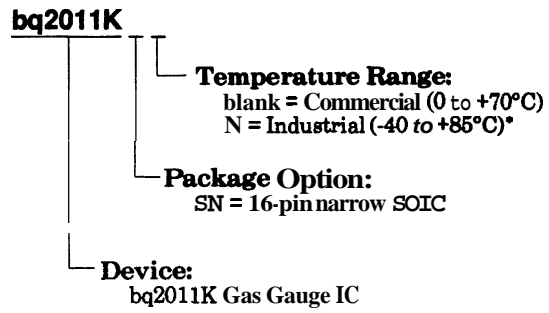 bq2011K
Temperature Range:
blank = Commercial (0 to +70°C)
N = Industrial (-40 to +85°C)*
Package Option:
SN = 16-pin narrow SOIC
Device:
bq2011K Gas Gauge IC